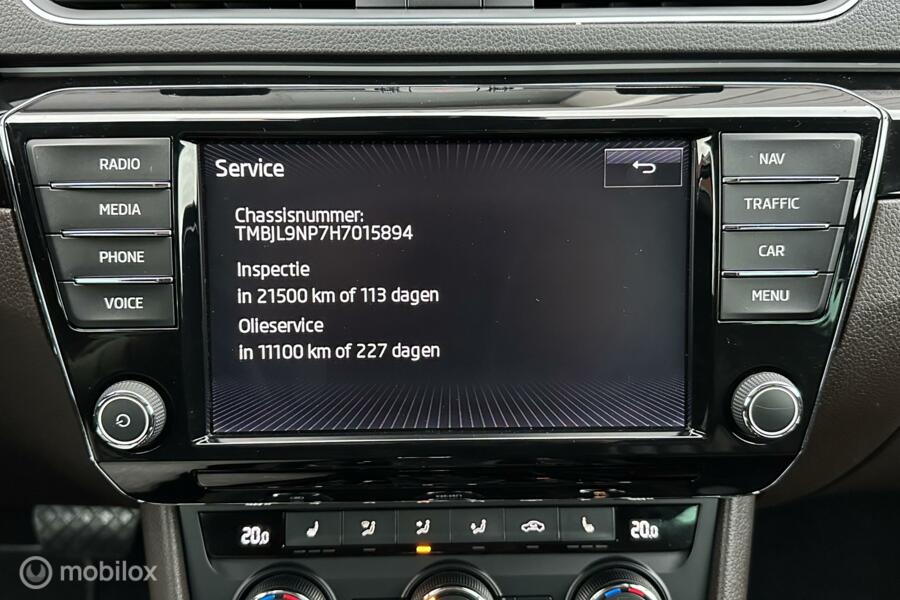 RADIO
MEDIA
PHONE
VOICE
Service
Chassisnummer:
TMBJL9NP7H7015894
Inspectie
in 21500 km of 113 dagen
Olieservice
in 11100 km of 227 dagen
NAV
TRAFFIC
CAR
MENU
20.0
20.0
mobilox